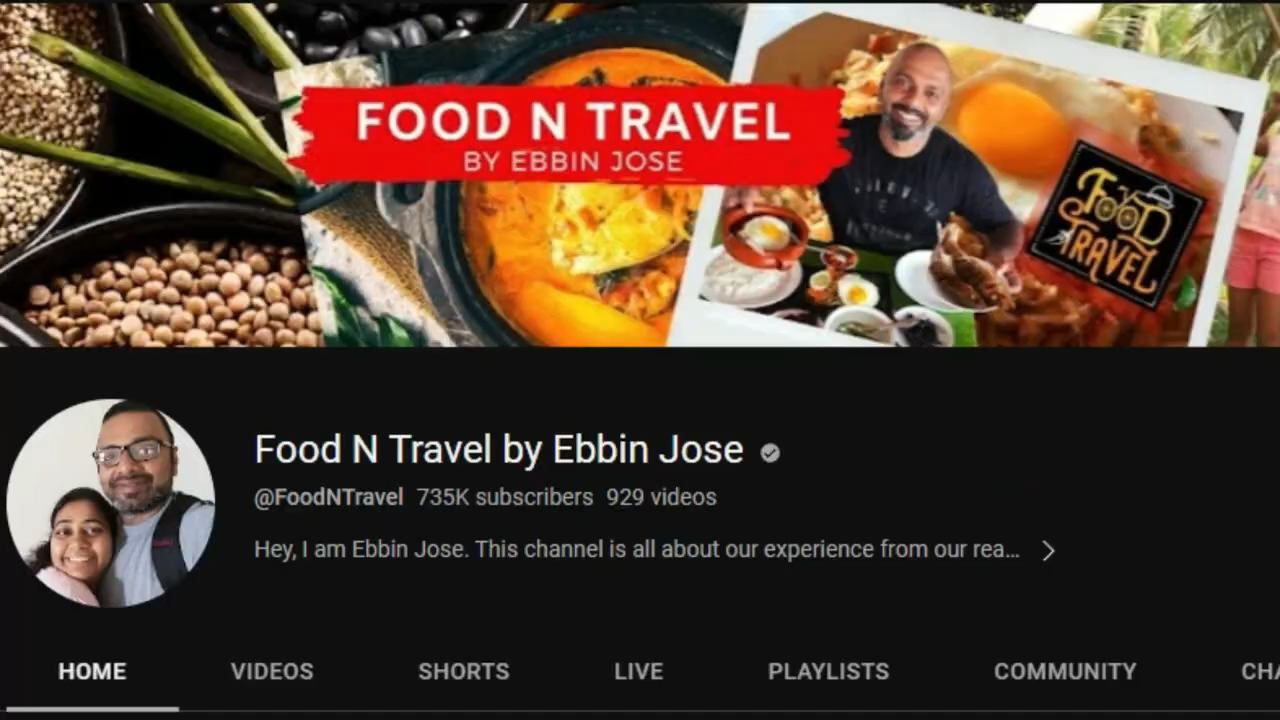 FOOD N TRAVEL
BY EBBIN JOSE
FOOD
TRAVEL
Food N Travel by Ebbin Jose
@FoodNTravel 735K subscribers 929 videos
Hey, I am Ebbin Jose. This channel is all about our experience from our rea...
HOME VIDEOS SHORTS LIVE PLAYLISTS COMMUNITY CHA